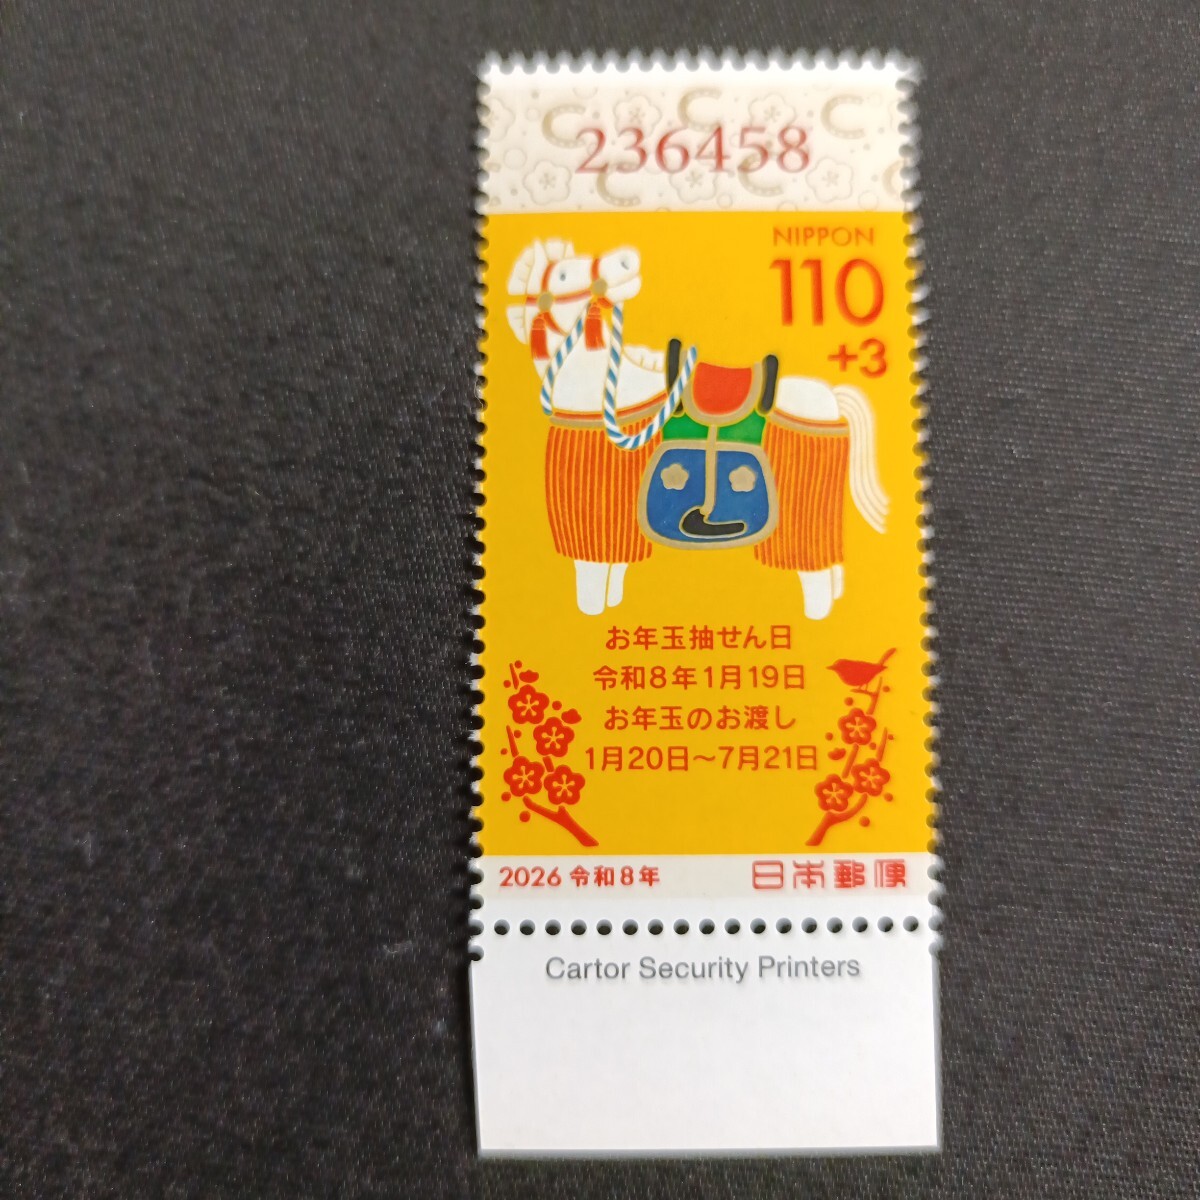 236458
NIPPON
110
+3
お年玉抽せん日
令和8年1月19日
お年玉のお渡し
1月20日~7月21日
2026 令和8年
日本郵便
Cartor Security Printers